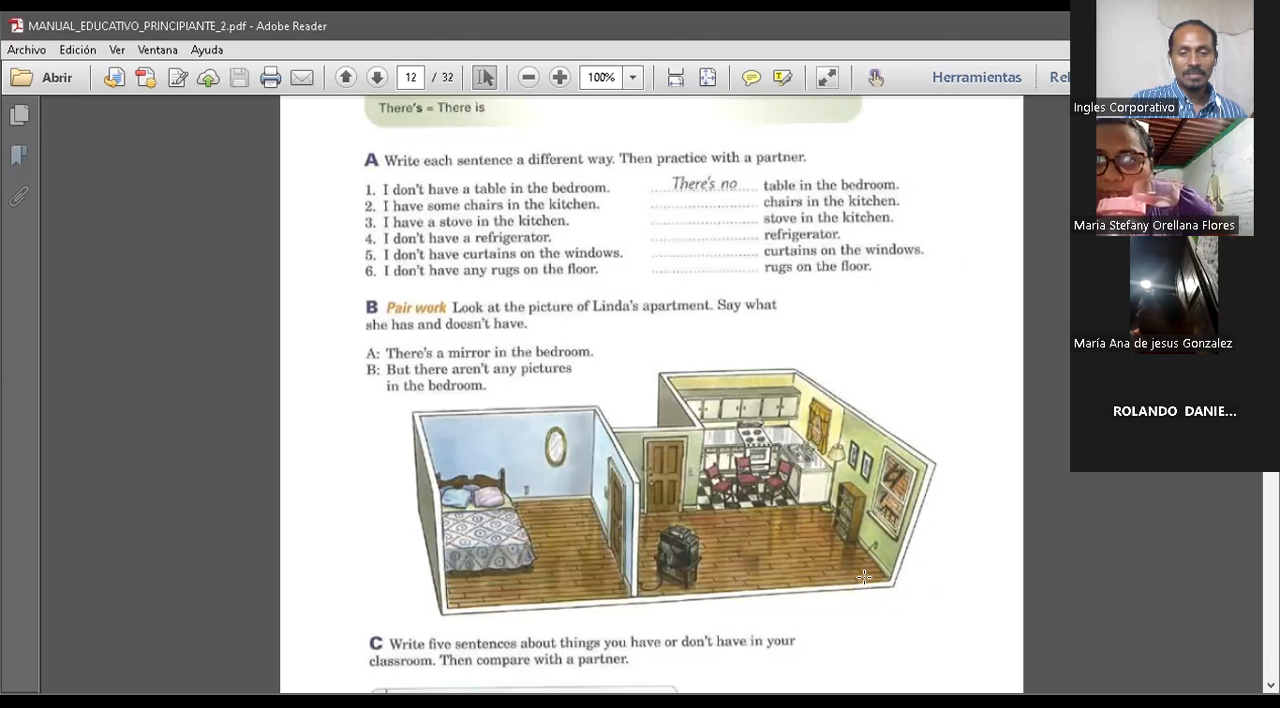 MANUAL_EDUCATIVO_PRINCIPIANTE_2.pdf - Adobe Reader
Archivo Edición Ver Ventana Ayuda
Abrir 12 / 32 100% Herramientas Rel
There's = There is
A Write each sentence a different way. Then practice with a partner.
1. I don't have a table in the bedroom. There's no table in the bedroom.
2. I have some chairs in the kitchen. chairs in the kitchen.
3. I have a stove in the kitchen. stove in the kitchen.
4. I don't have a refrigerator. refrigerator.
5. I don't have curtains on the windows. curtains on the windows.
6. I don't have any rugs on the floor. rugs on the floor.
B Pair work Look at the picture of Linda's apartment. Say what
she has and doesn't have.
A: There's a mirror in the bedroom.
B: But there aren't any pictures
in the bedroom.
C Write five sentences about things you have or don't have in your
classroom. Then compare with a partner.
Ingles Corporativo
Maria Stefany Orellana Flores
María Ana de jesus Gonzalez
ROLANDO DANIE...